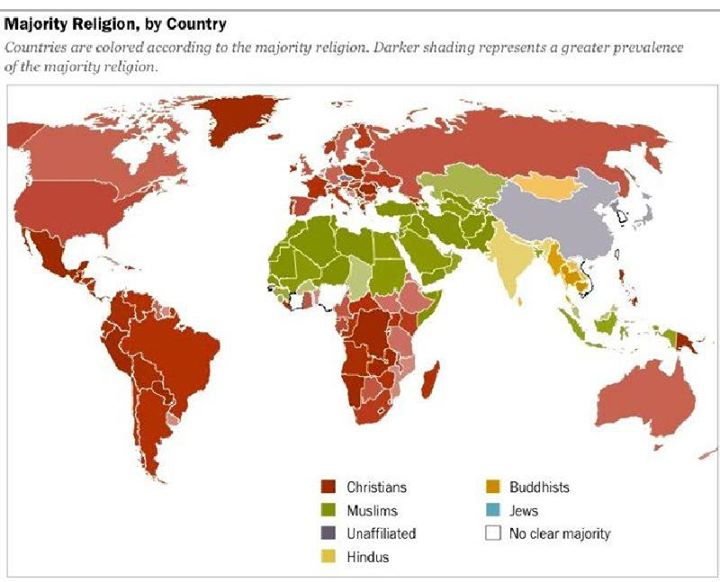 Majority Religion, by Country
Countries are colored according to the majority religion. Darker shading represents a greater prevalence
of the majority religion.
Christians
Muslims
Unaffiliated
Hindus
Buddhists
Jews
No clear majority